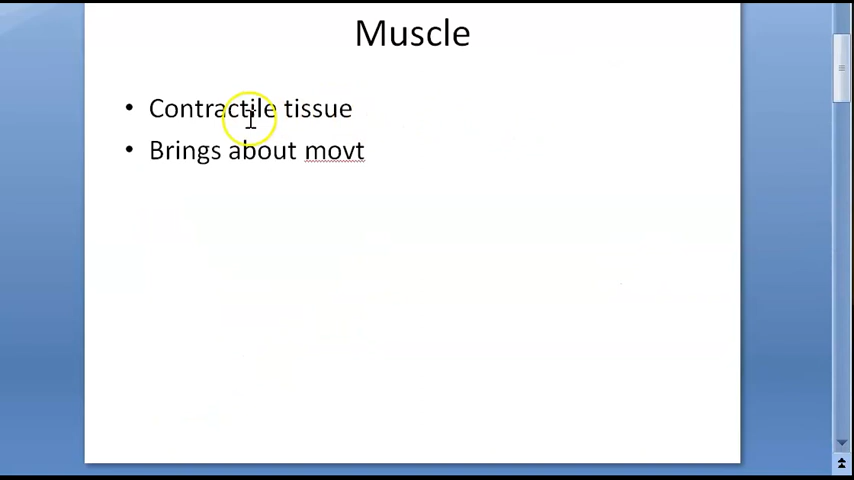 Muscle
• Contractile tissue
• Brings about movt